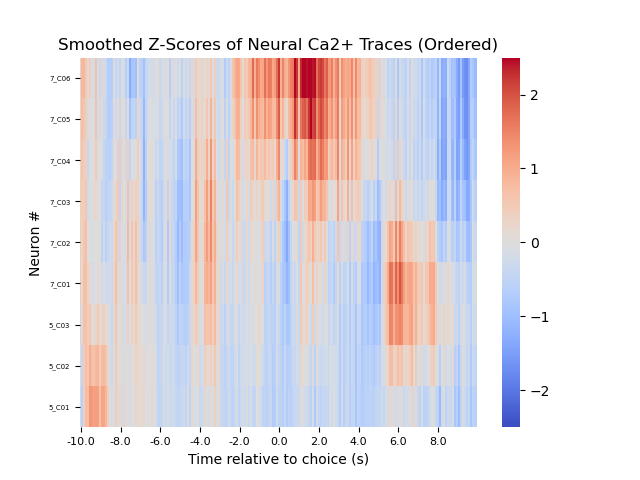 Smoothed Z-Scores of Neural Ca2+ Traces (Ordered)
7_C06
7_C05
7_C04
7_C03
7_C02
7_C01
5_C03
5_C02
5_C01
Neuron #
-10.0 -8.0 -6.0 -4.0 -2.0 0.0 2.0 4.0 6.0 8.0
Time relative to choice (s)
2
1
0
−1
−2